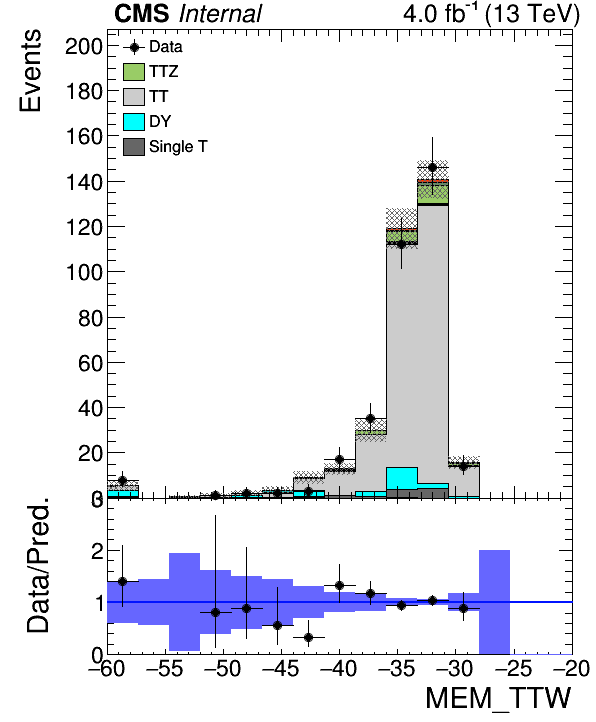 CMS Internal 4.0 fb⁻¹ (13 TeV)
Events
200
180
160
140
120
100
80
60
40
20
0
Data
TTZ
TT
DY
Single T
Data/Pred.
3
2
1
0
−60 −55 −50 −45 −40 −35 −30 −25 −20
MEM_TTW